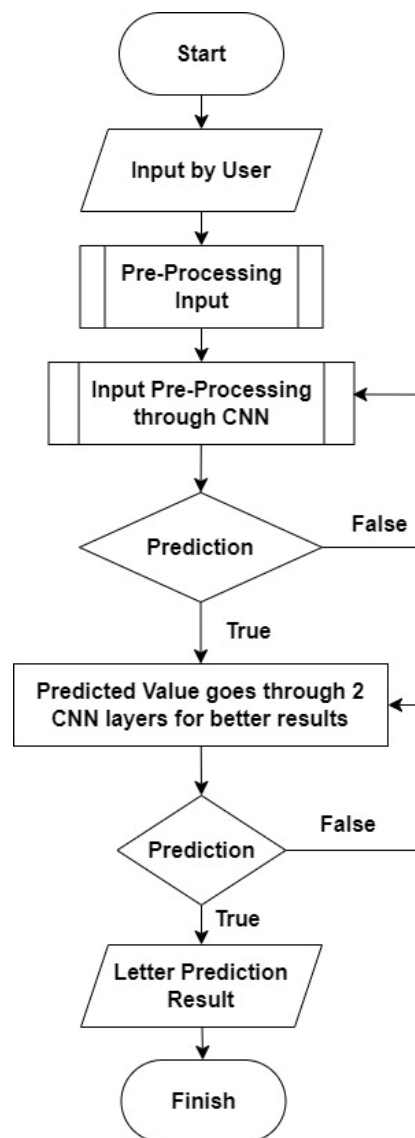 Start
Input by User
Pre-Processing
Input
Input Pre-Processing
through CNN
Prediction
False
True
Predicted Value goes through 2
CNN layers for better results
False
Prediction
True
Letter Prediction
Result
Finish